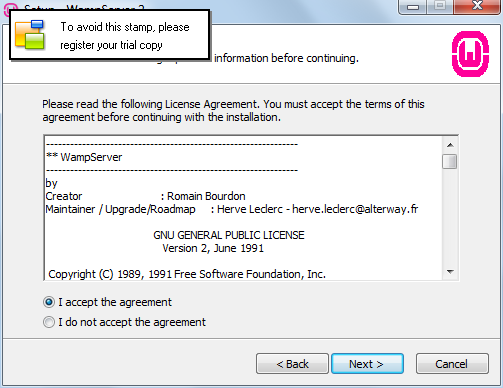 Setup - WampServer 2
To avoid this stamp, please
register your trial copy
information before continuing.
Please read the following License Agreement. You must accept the terms of this
agreement before continuing with the installation.
------------------------------------------------------------
** WampServer
------------------------------------------------------------
by
Creator : Romain Bourdon
Maintainer / Upgrade/Roadmap : Herve Leclerc - herve.leclerc@alterway.fr
GNU GENERAL PUBLIC LICENSE
Version 2, June 1991
Copyright (C) 1989, 1991 Free Software Foundation, Inc.
I accept the agreement
I do not accept the agreement
< Back
Next >
Cancel